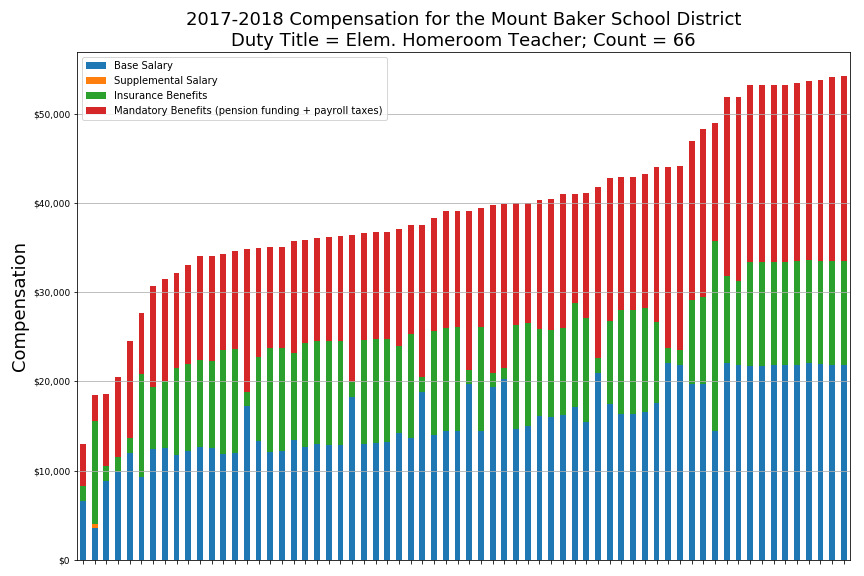 2017-2018 Compensation for the Mount Baker School District
Duty Title = Elem. Homeroom Teacher; Count = 66
Base Salary
Supplemental Salary
Insurance Benefits
Mandatory Benefits (pension funding + payroll taxes)
Compensation
$50,000
$40,000
$30,000
$20,000
$10,000
$0